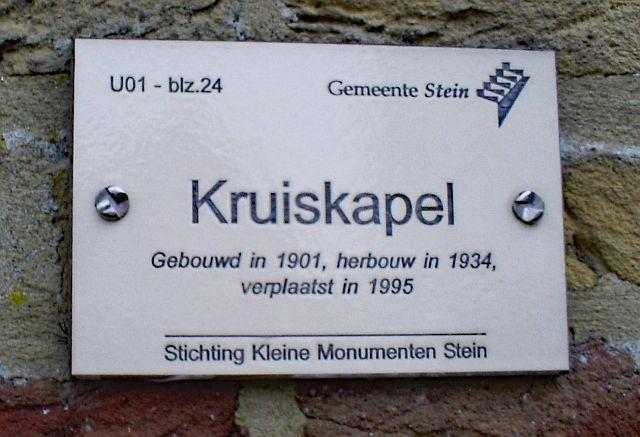 U01 - blz.24
Gemeente Stein
Kruiskapel
Gebouwd in 1901, herbouw in 1934,
verplaatst in 1995
Stichting Kleine Monumenten Stein